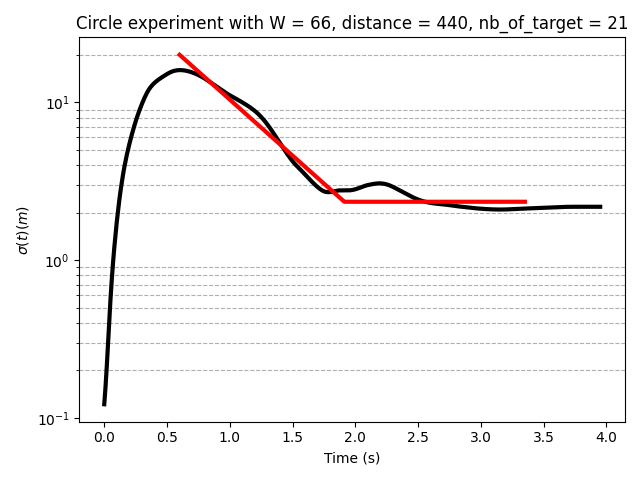 Circle experiment with W = 66, distance = 440, nb_of_target = 21
10¹
10⁰
10⁻¹
σ(t)(m)
0.0 0.5 1.0 1.5 2.0 2.5 3.0 3.5 4.0
Time (s)